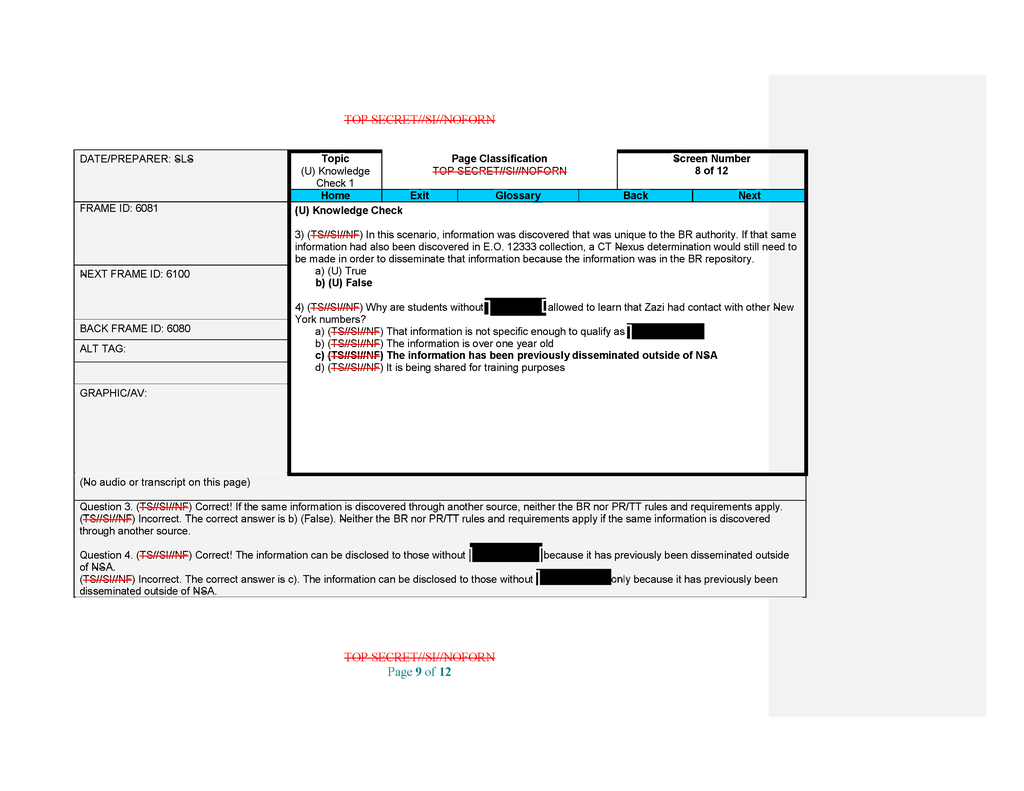 TOP SECRET//SI//NOFORN
DATE/PREPARER: SLS
Topic
(U) Knowledge
Check 1
Page Classification
TOP SECRET//SI//NOFORN
Screen Number
8 of 12
Home Exit Glossary Back Next
FRAME ID: 6081
NEXT FRAME ID: 6100
BACK FRAME ID: 6080
ALT TAG:
GRAPHIC/AV:
(U) Knowledge Check
3) (TS//SI//NF) In this scenario, information was discovered that was unique to the BR authority. If that same
information had also been discovered in E.O. 12333 collection, a CT Nexus determination would still need to
be made in order to disseminate that information because the information was in the BR repository.
a) (U) True
b) (U) False
4) (TS//SI//NF) Why are students without allowed to learn that Zazi had contact with other New
York numbers?
a) (TS//SI//NF) That information is not specific enough to qualify as
b) (TS//SI//NF) The information is over one year old
c) (TS//SI//NF) The information has been previously disseminated outside of NSA
d) (TS//SI//NF) It is being shared for training purposes
(No audio or transcript on this page)
Question 3. (TS//SI//NF) Correct! If the same information is discovered through another source, neither the BR nor PR/TT rules and requirements apply.
(TS//SI//NF) Incorrect. The correct answer is b) (False). Neither the BR nor PR/TT rules and requirements apply if the same information is discovered
through another source.
Question 4. (TS//SI//NF) Correct! The information can be disclosed to those without because it has previously been disseminated outside
of NSA.
(TS//SI//NF) Incorrect. The correct answer is c). The information can be disclosed to those without only because it has previously been
disseminated outside of NSA.
TOP SECRET//SI//NOFORN
Page 9 of 12